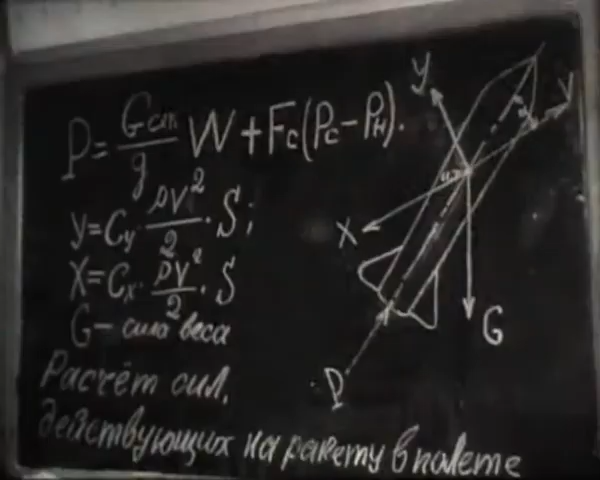 P = Gсек/g W + Fc(Pc − Pн).
Y = Cy · ρV²/2 · S;
X = Cx · ρV²/2 · S
G – сила веса
Расчёт сил,
действующих на ракету в полете
y
V
α
X
G
P